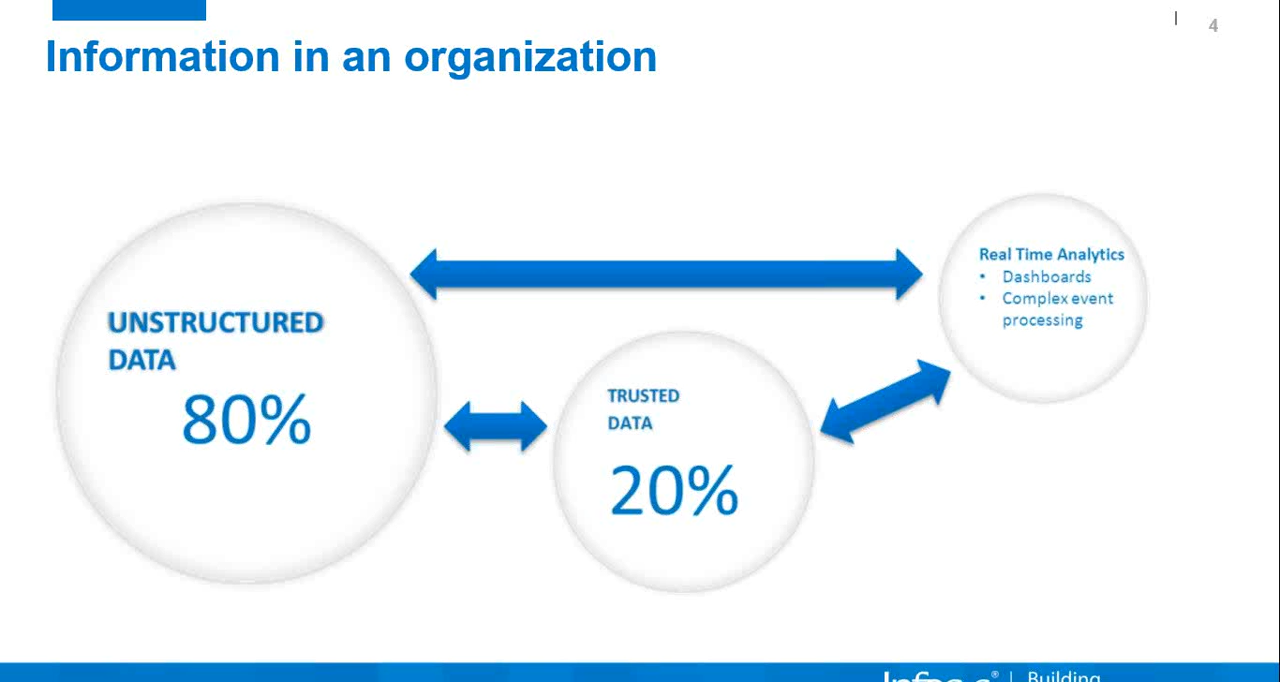 4
Information in an organization
UNSTRUCTURED
DATA
80%
TRUSTED
DATA
20%
Real Time Analytics
• Dashboards
• Complex event
processing
Building